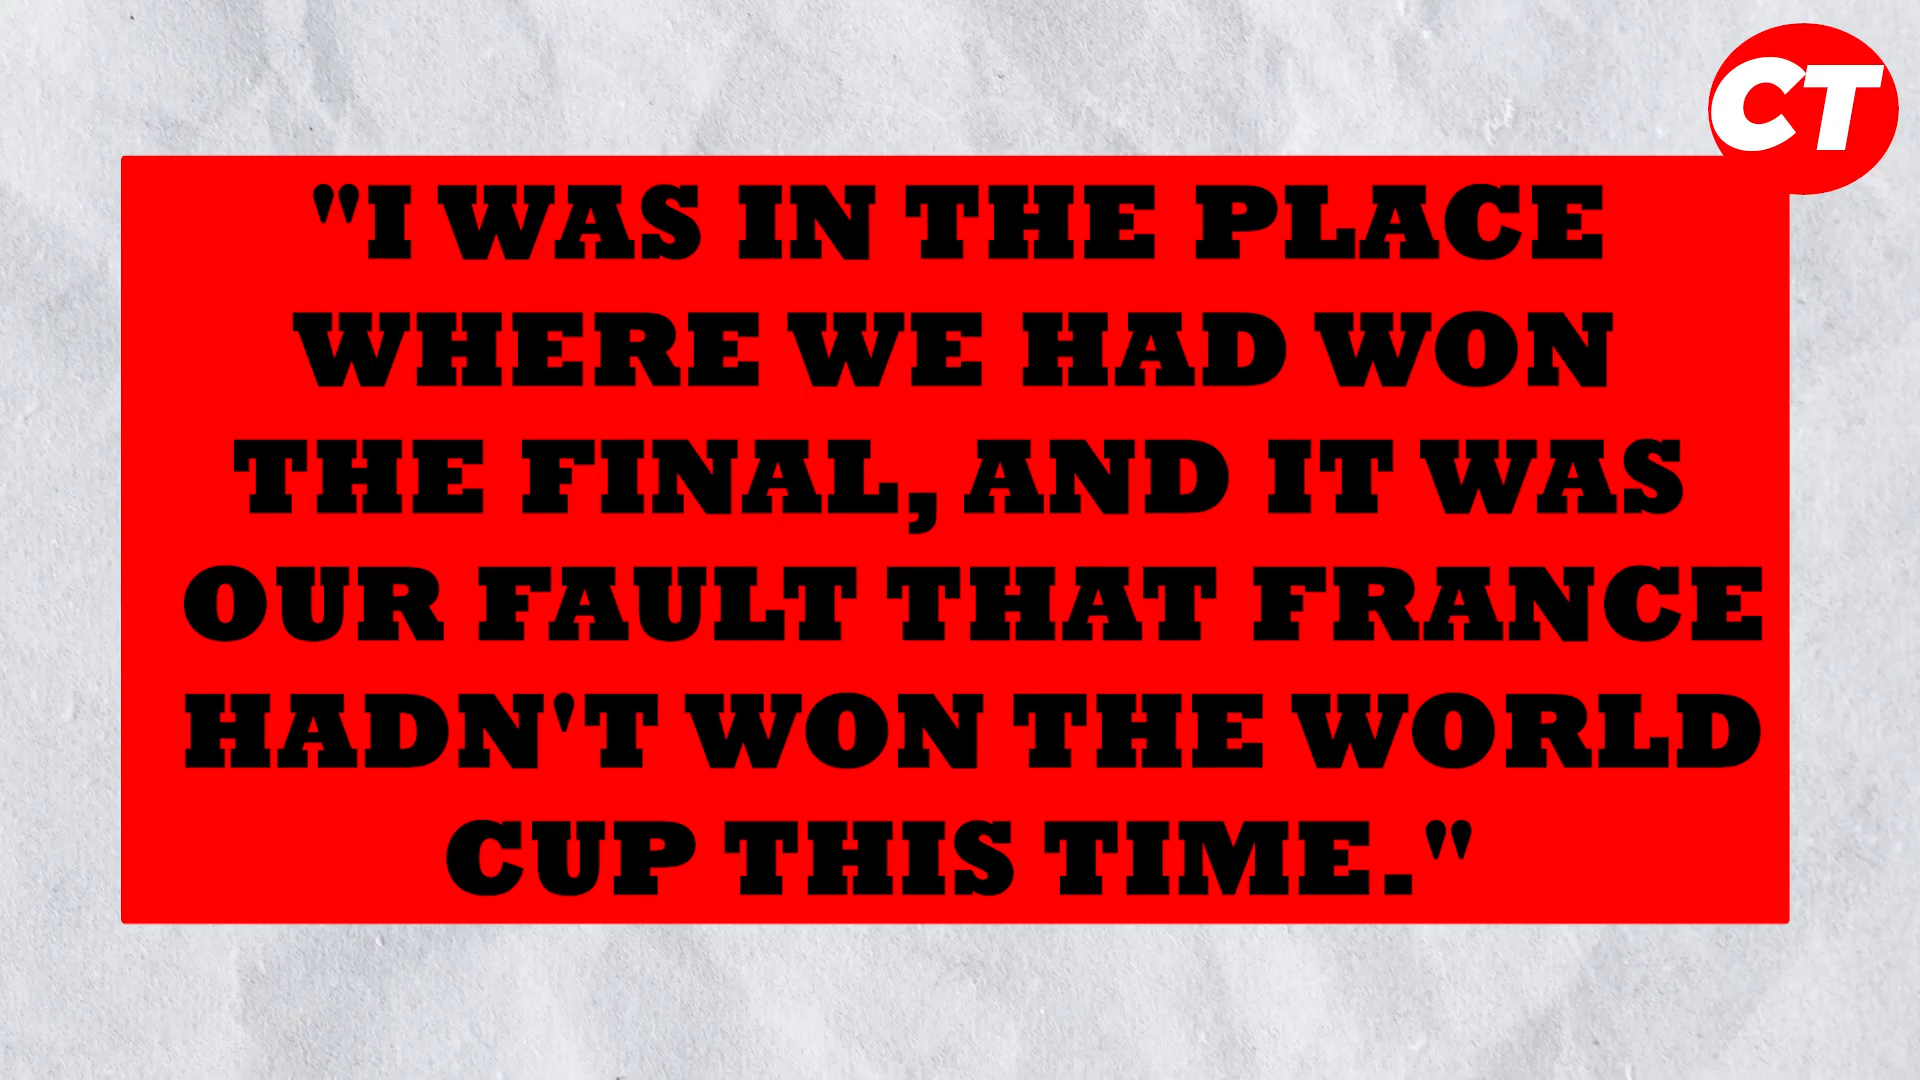 CT
"I WAS IN THE PLACE
WHERE WE HAD WON
THE FINAL, AND IT WAS
OUR FAULT THAT FRANCE
HADN'T WON THE WORLD
CUP THIS TIME."